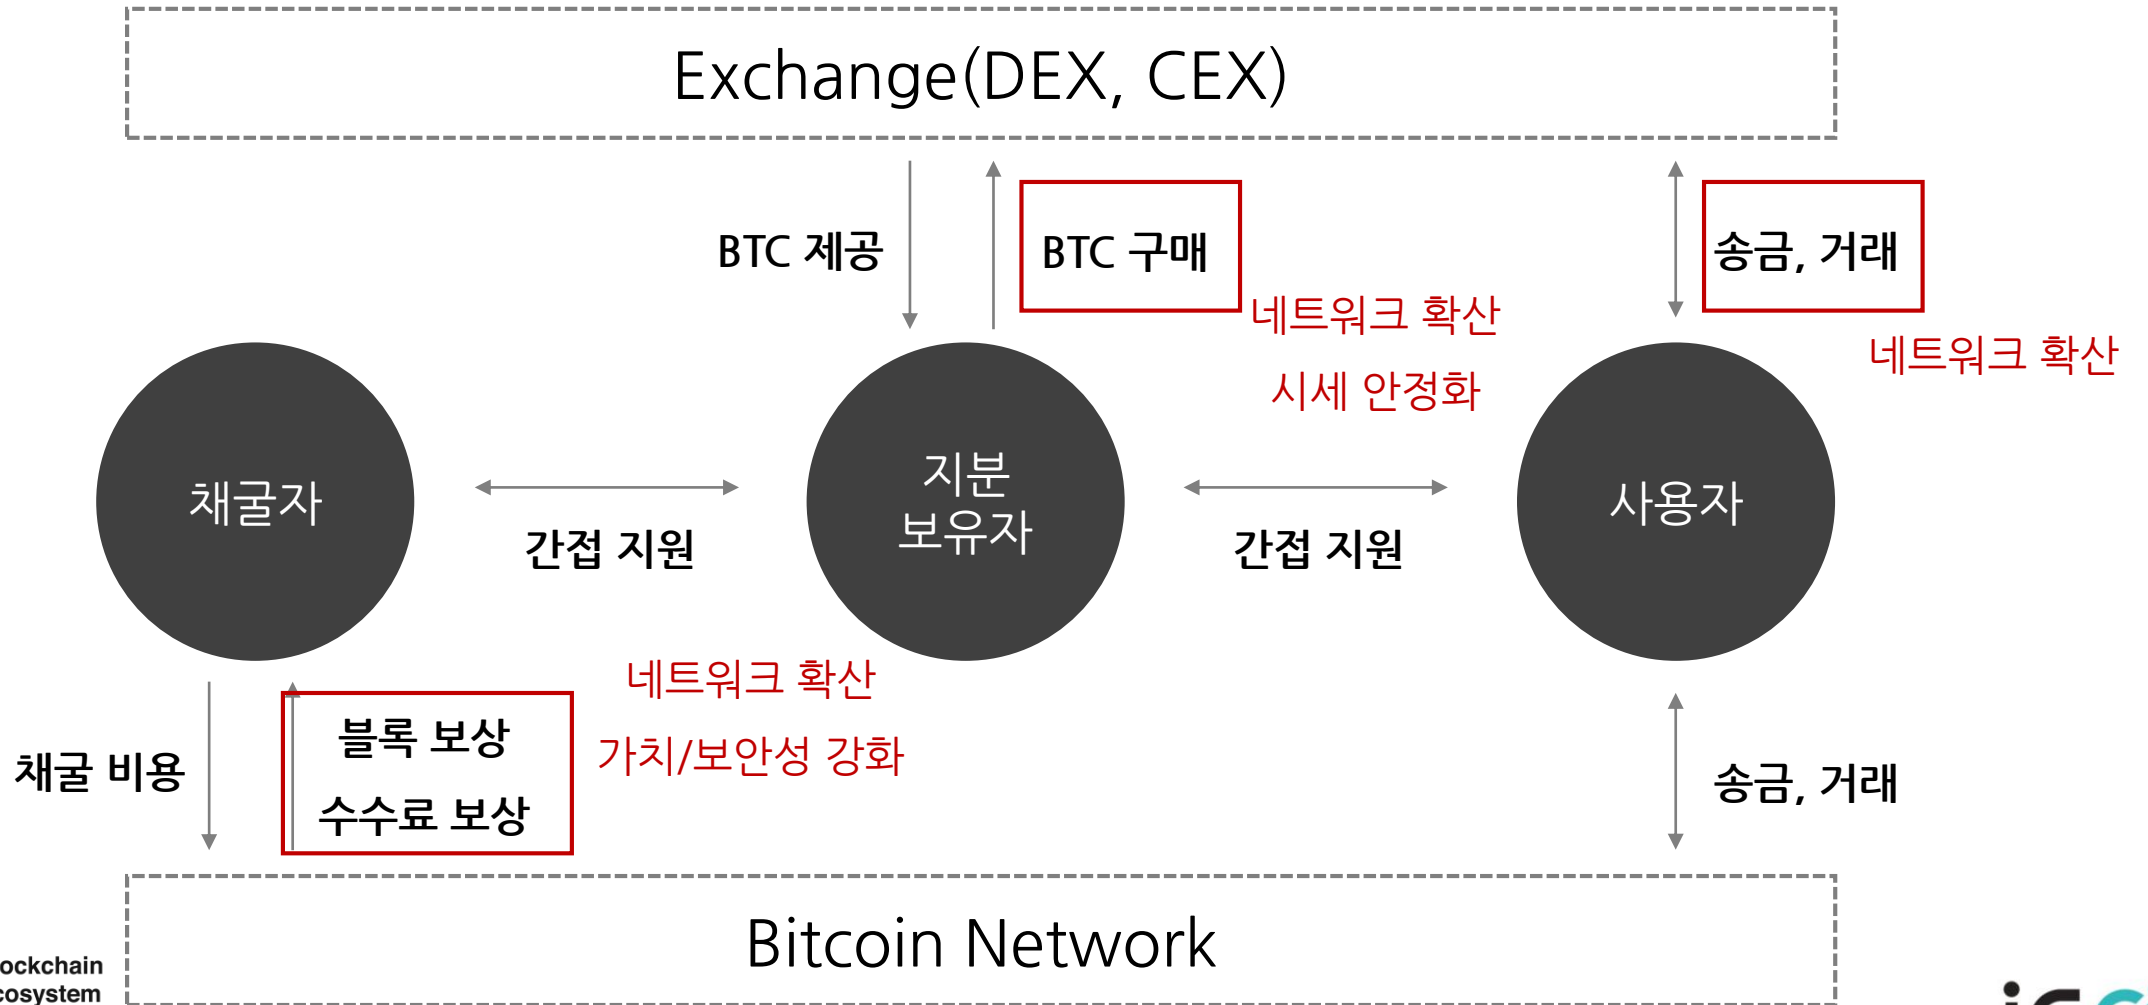 Exchange(DEX, CEX)
BTC 제공
BTC 구매
송금, 거래
네트워크 확산
시세 안정화
네트워크 확산
채굴자
간접 지원
지분
보유자
간접 지원
사용자
채굴 비용
블록 보상
수수료 보상
네트워크 확산
가치/보안성 강화
송금, 거래
Bitcoin Network
ockchain
cosystem